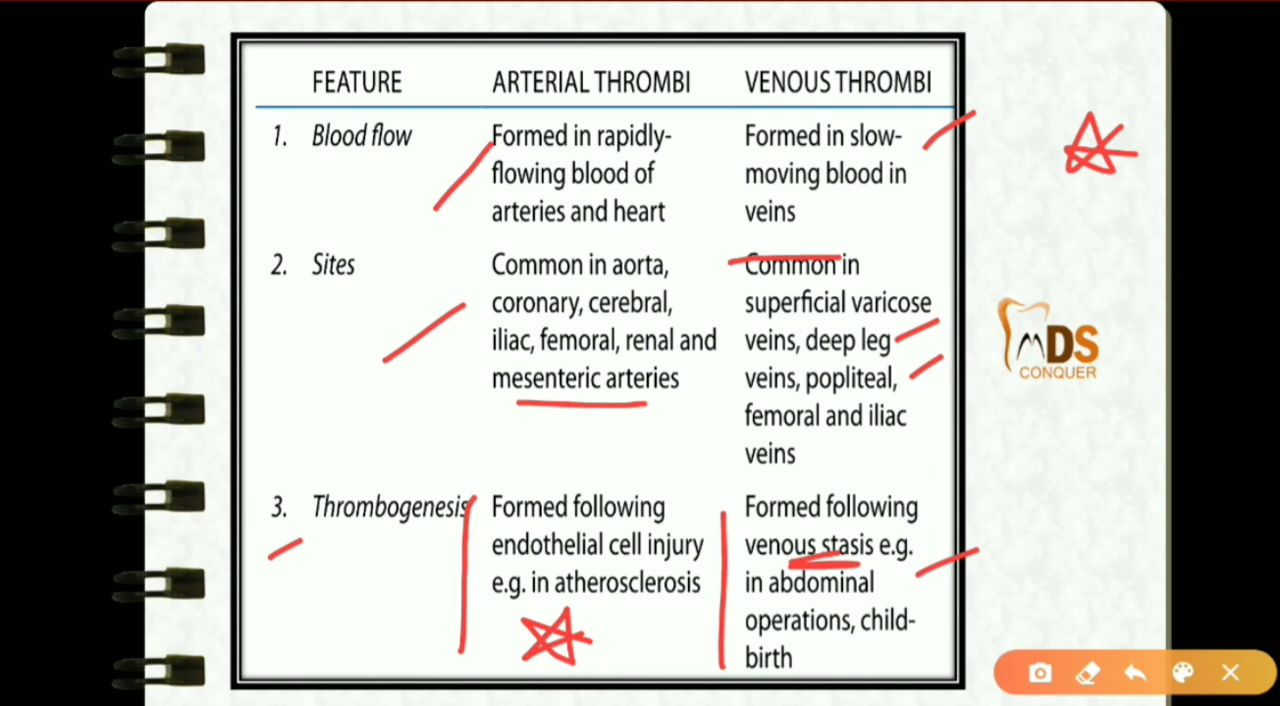 FEATURE ARTERIAL THROMBI VENOUS THROMBI
1. Blood flow Formed in rapidly- Formed in slow-
flowing blood of moving blood in
arteries and heart veins
2. Sites Common in aorta, Common in
coronary, cerebral, superficial varicose
iliac, femoral, renal and veins, deep leg
mesenteric arteries veins, popliteal,
femoral and iliac
veins
3. Thrombogenesis Formed following Formed following
endothelial cell injury venous stasis e.g.
e.g. in atherosclerosis in abdominal
operations, child-
birth
MDS
CONQUER